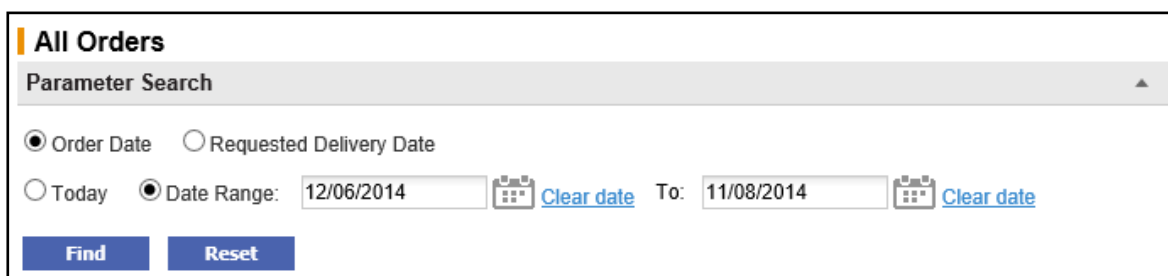 All Orders
Parameter Search
Order Date Requested Delivery Date
Today Date Range: 12/06/2014 Clear date To: 11/08/2014 Clear date
Find Reset